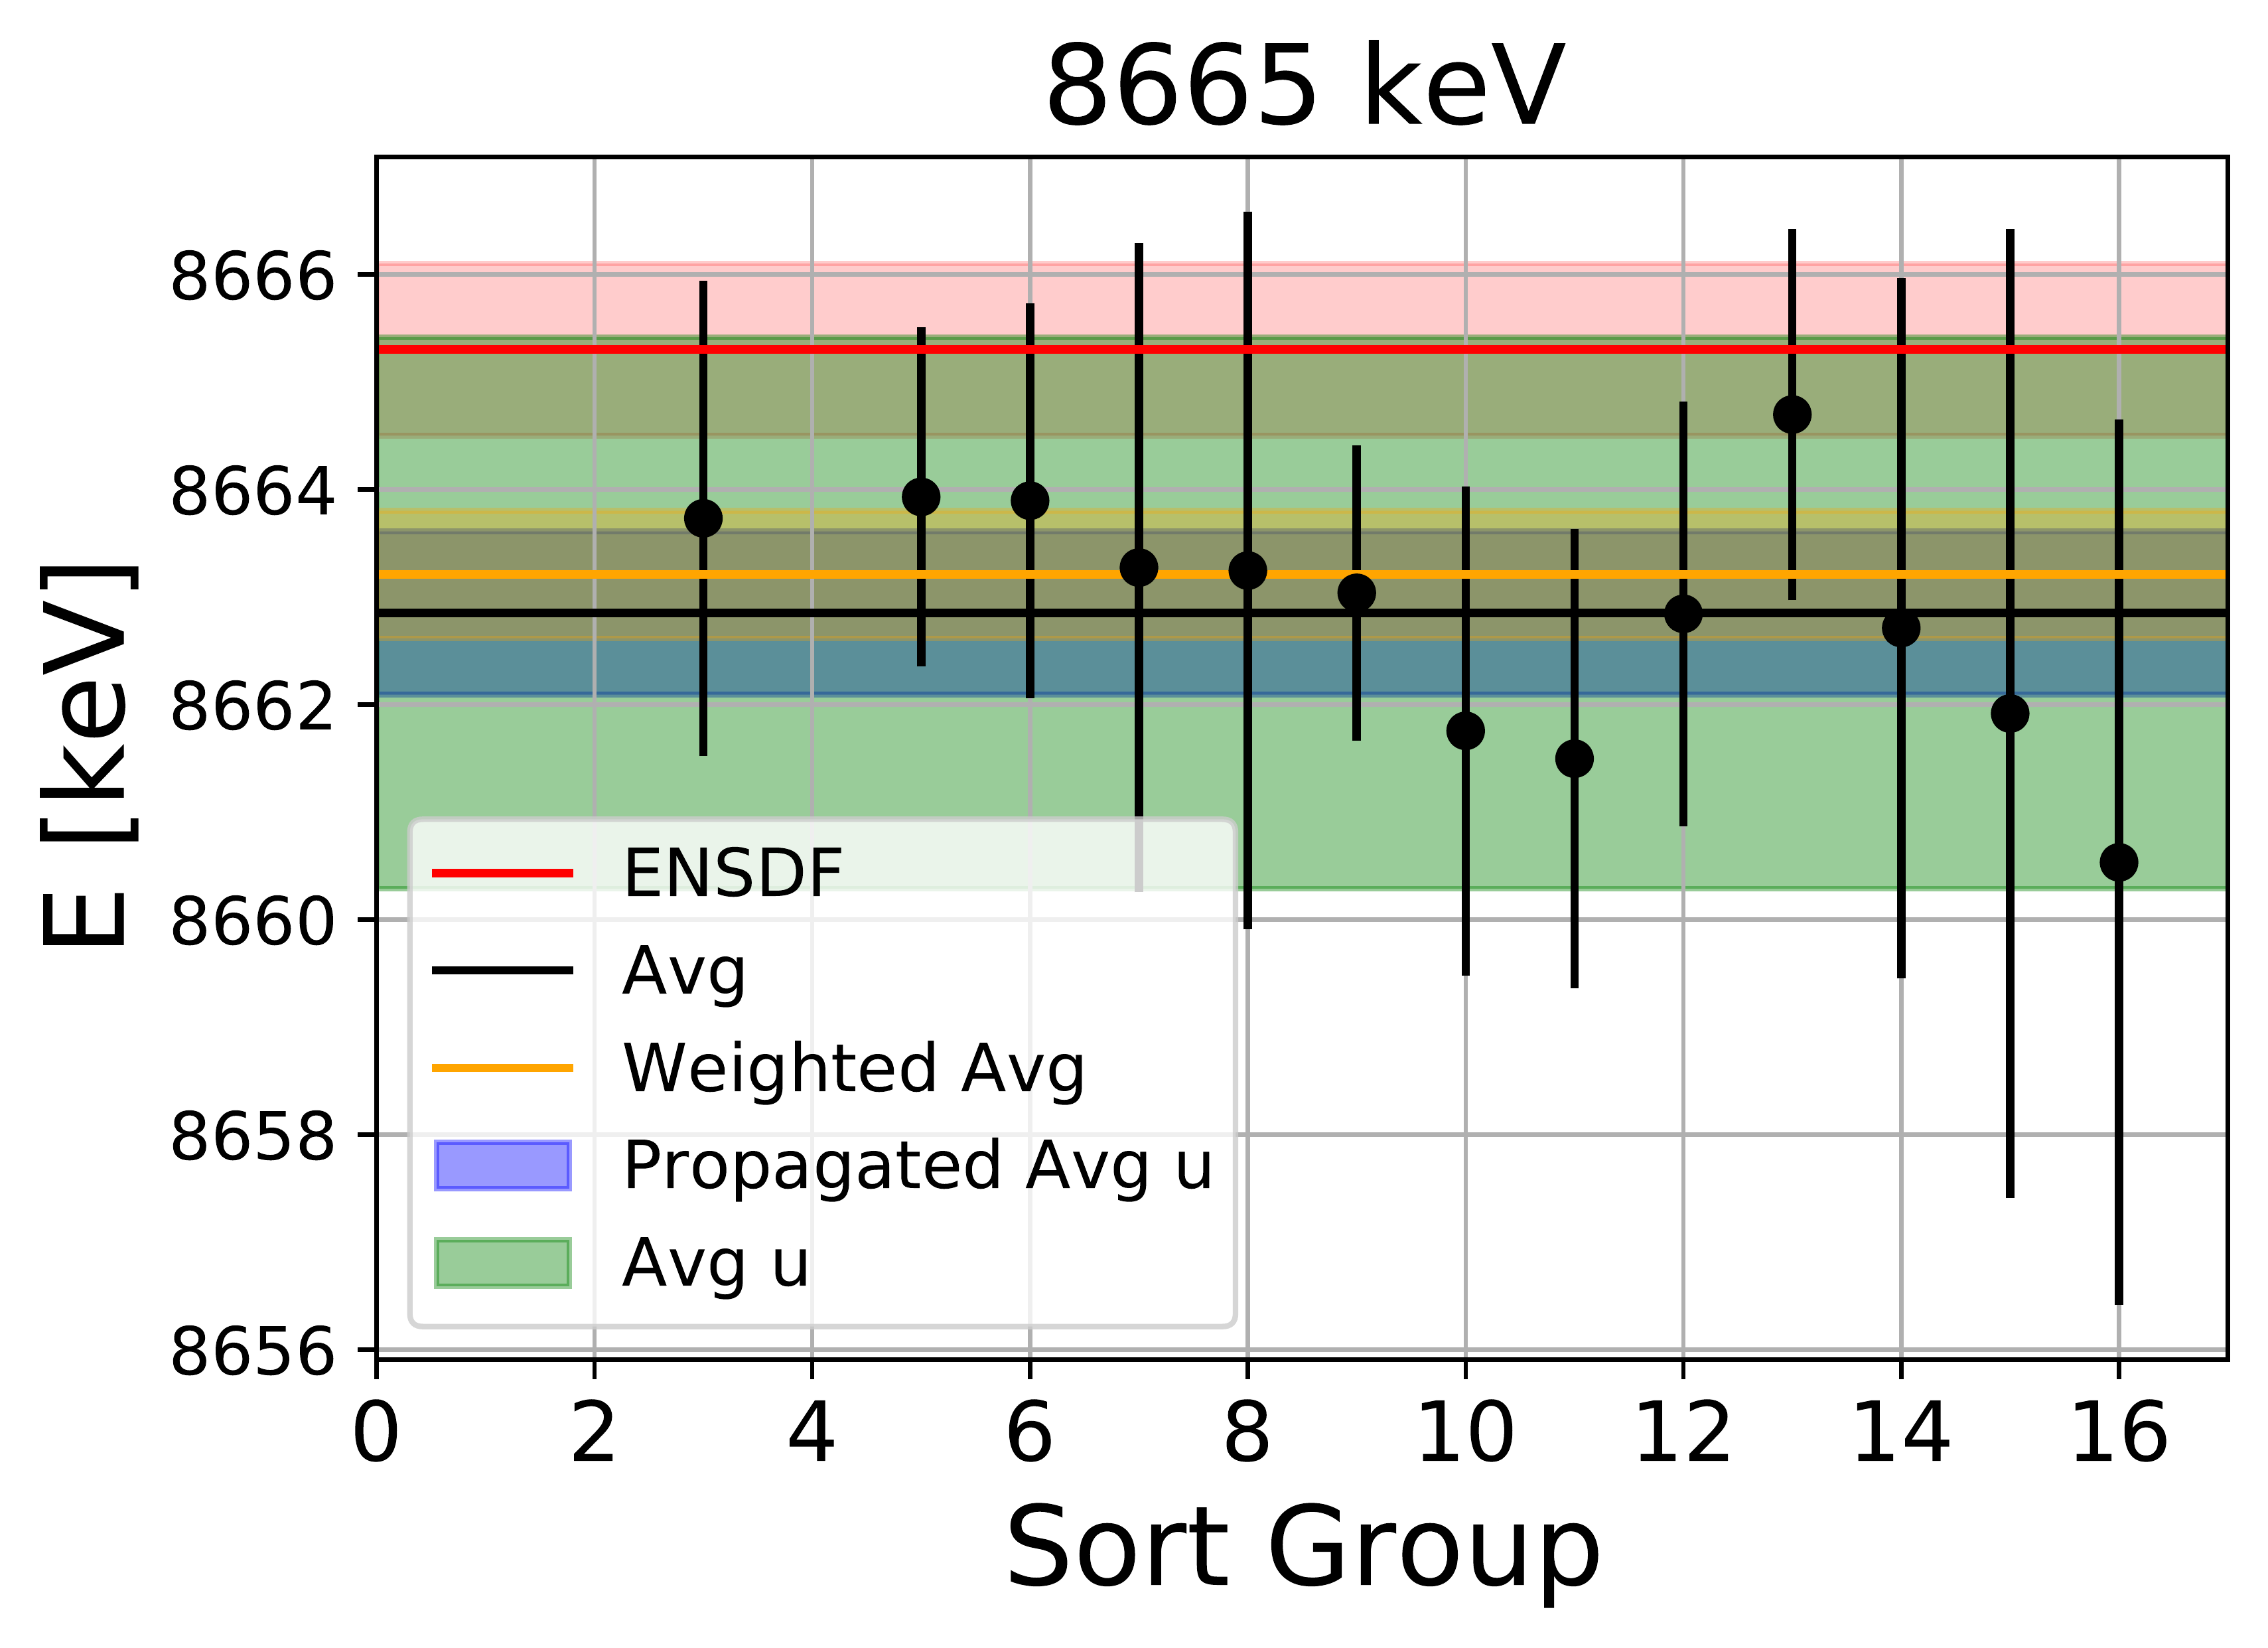 8665 keV
E [keV]
8666
8664
8662
8660
8658
8656
ENSDF
Avg
Weighted Avg
Propagated Avg u
Avg u
0 2 4 6 8 10 12 14 16
Sort Group